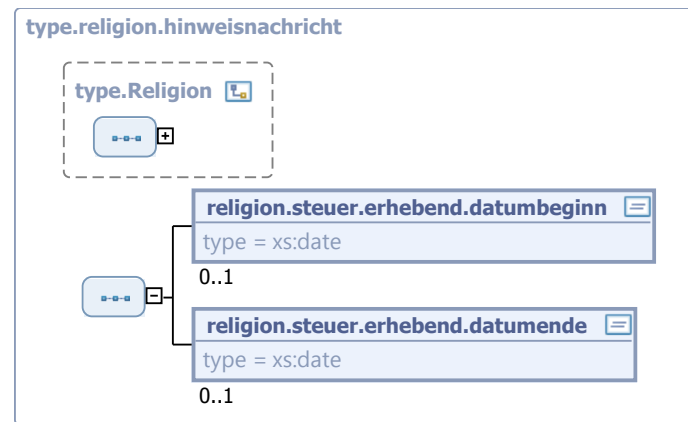 type.religion.hinweisnachricht
type.Religion
religion.steuer.erhebend.datumbeginn
type = xs:date
0..1
religion.steuer.erhebend.datumende
type = xs:date
0..1